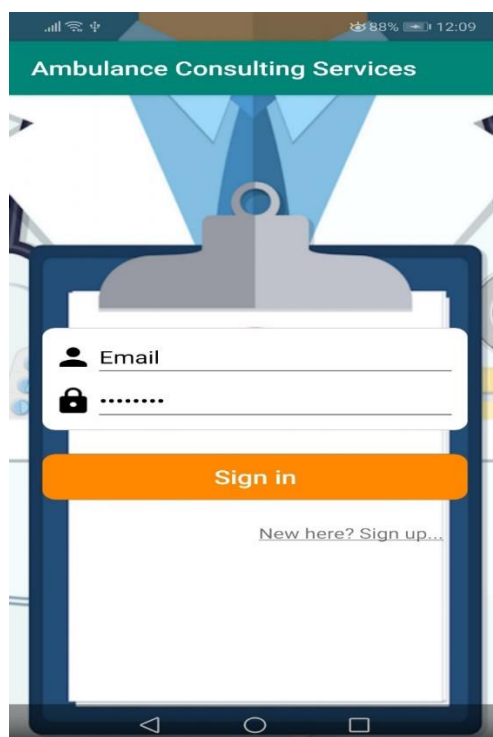 88% 12:09
Ambulance Consulting Services
Email
········
Sign in
New here? Sign up...